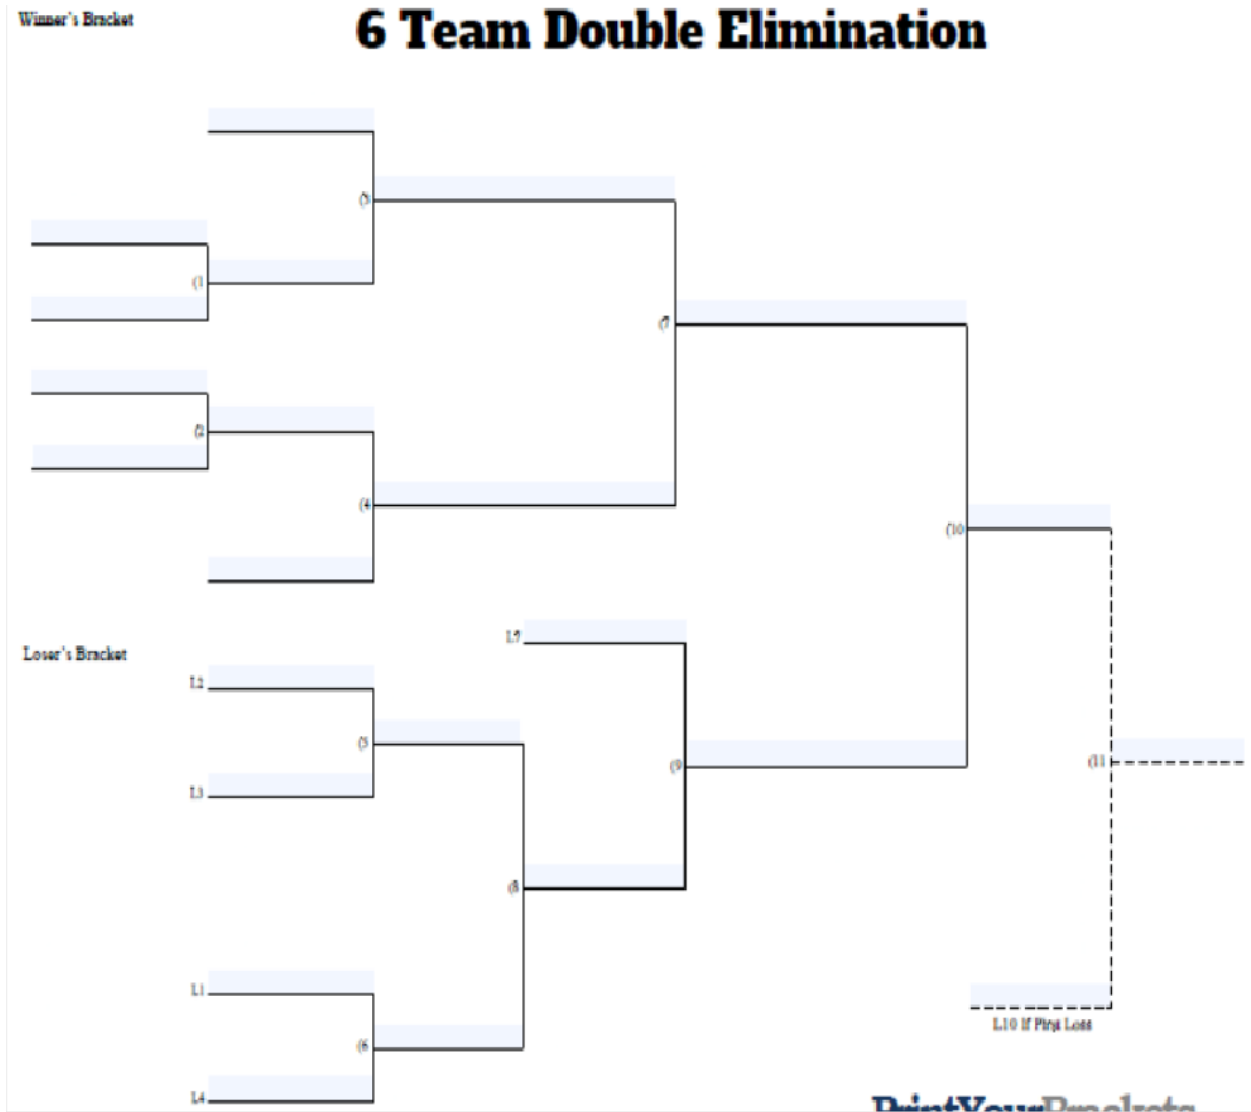 Winner's Bracket
6 Team Double Elimination
(3
(1
(7
(2
(4
(10
L7
Loser's Bracket
L2
(5
L3
(9
(11
(8
L1
L10 If First Loss
(6
L4
PrintYourBrackets